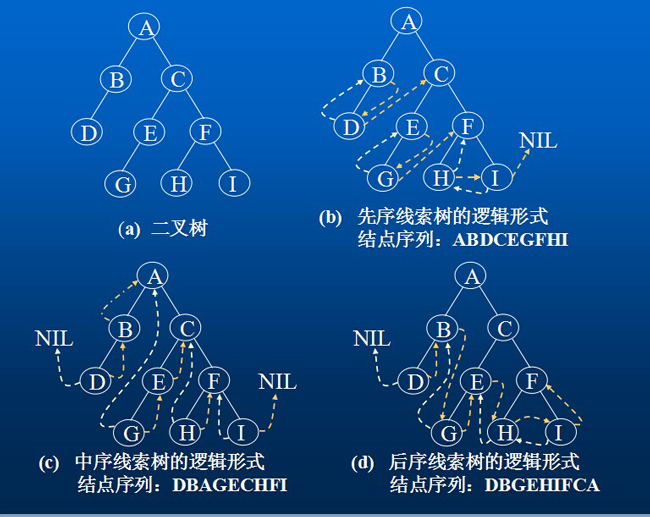 A
B C
D E F
G H I
(a) 二叉树
A
B C
D E F
NIL
G H I
(b) 先序线索树的逻辑形式
结点序列：ABDCEGFHI
A
B C
NIL
D E F NIL
G H I
(c) 中序线索树的逻辑形式
结点序列：DBAGECHFI
A
B C
NIL
D E F
G H I
(d) 后序线索树的逻辑形式
结点序列：DBGEHIFCA